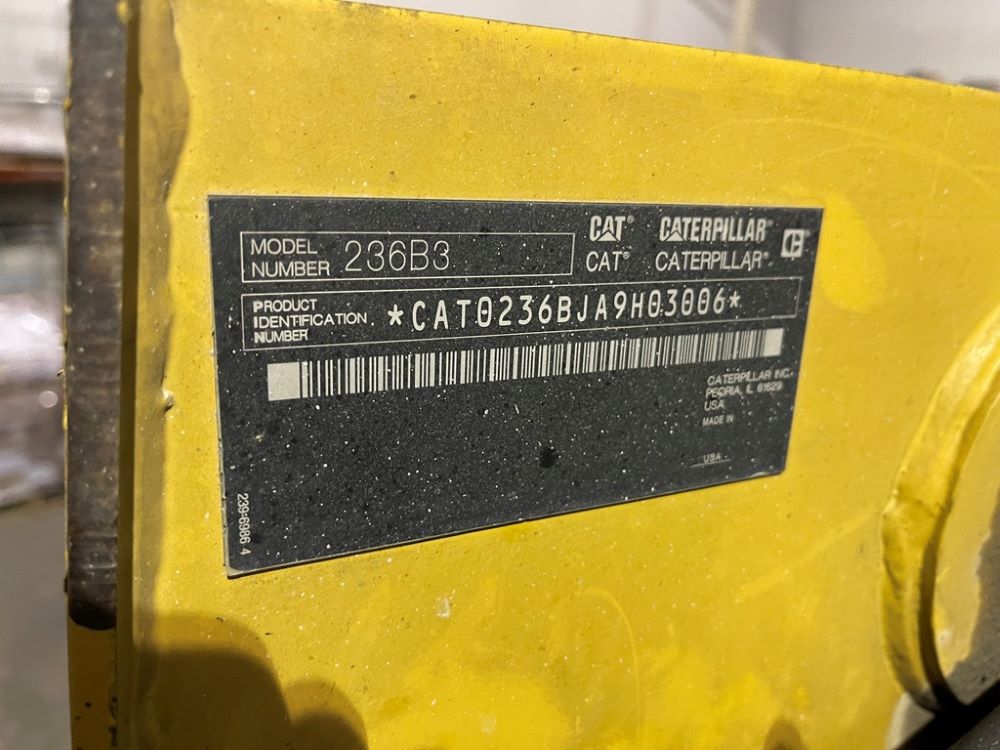 MODEL
NUMBER 236B3
CAT® CATERPILLAR®
CAT® CATERPILLAR®
PRODUCT
IDENTIFICATION
NUMBER
*CAT0236BJA9H03006*
CATERPILLAR INC.
PEORIA, IL 61629
USA
MADE IN
USA
239-6986 4